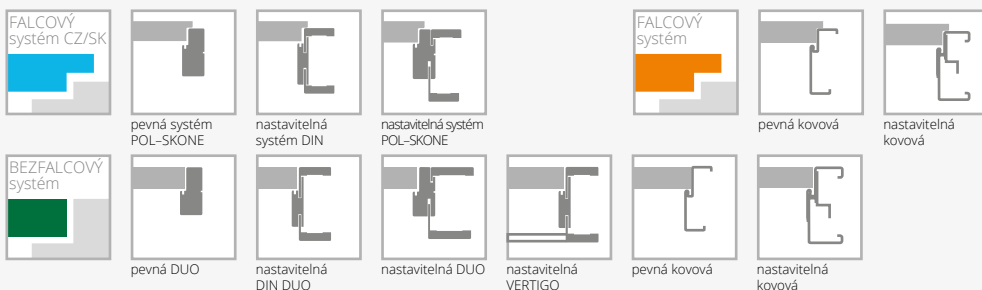 FALCOVÝ
systém CZ/SK
pevná systém
POL–SKONE
nastavitelná
systém DIN
nastavitelná systém
POL–SKONE
FALCOVÝ
systém
pevná kovová
nastavitelná
kovová
BEZFALCOVÝ
systém
pevná DUO
nastavitelná
DIN DUO
nastavitelná DUO
nastavitelná
VERTIGO
pevná kovová
nastavitelná
kovová